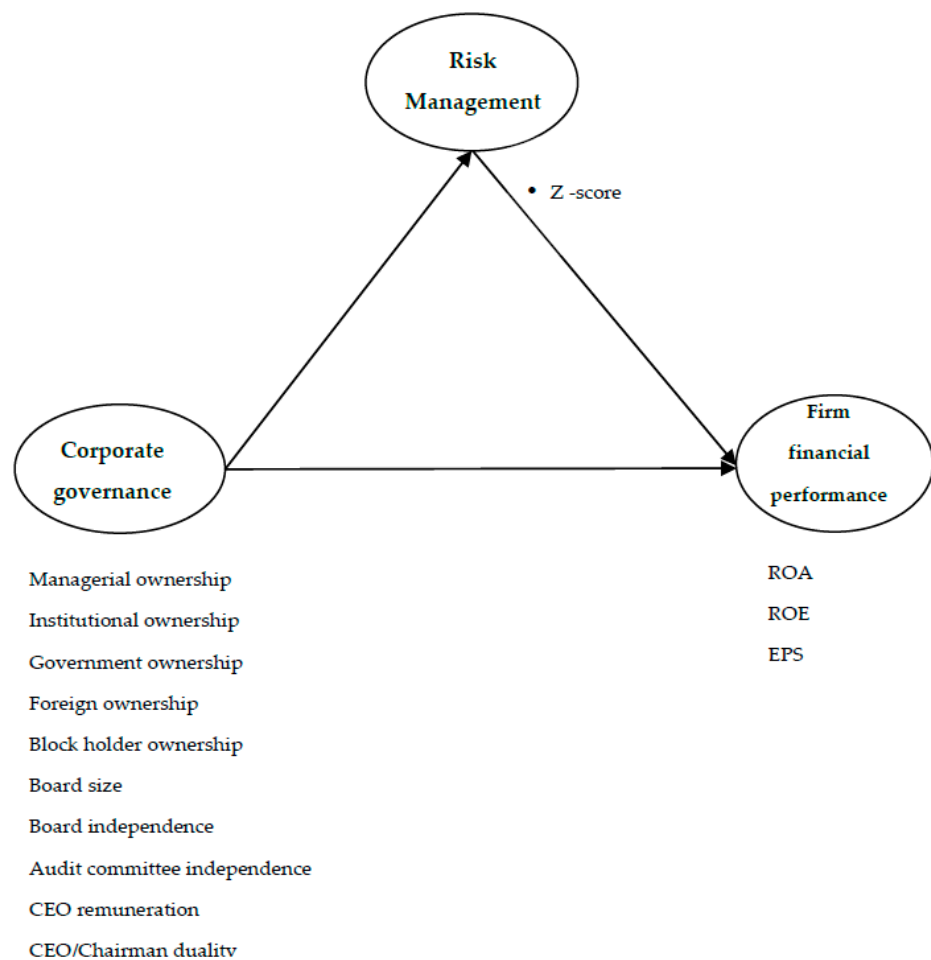 Risk
Management
• Z -score
Corporate
governance
Firm
financial
performance
Managerial ownership
Institutional ownership
Government ownership
Foreign ownership
Block holder ownership
Board size
Board independence
Audit committee independence
CEO remuneration
CEO/Chairman duality
ROA
ROE
EPS